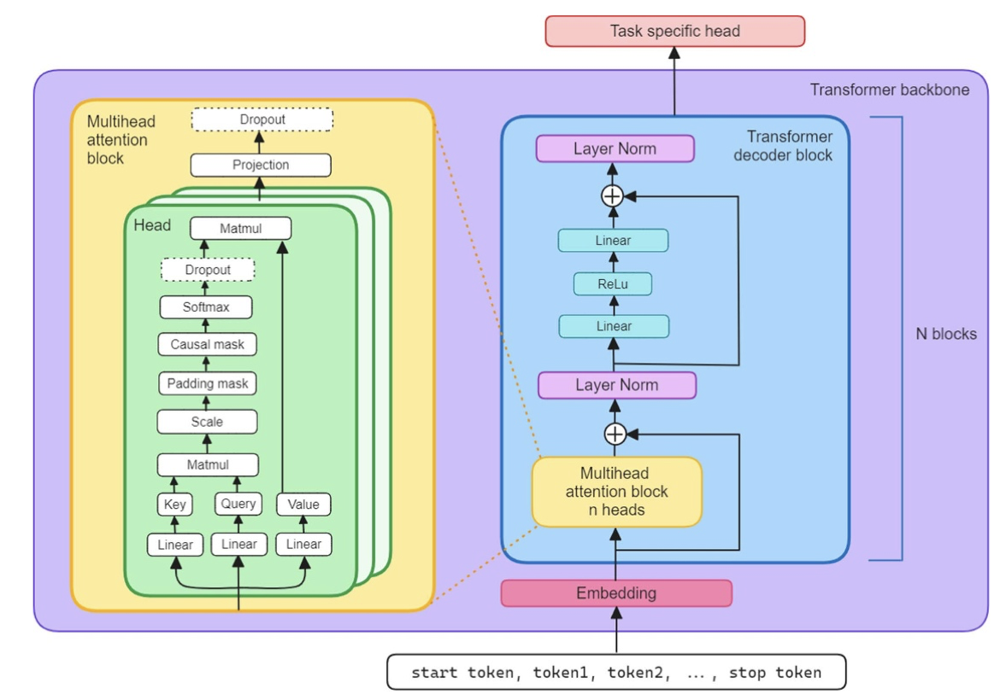 Task specific head
Transformer backbone
Multihead
attention
block
Dropout
Projection
Head
Matmul
Dropout
Softmax
Causal mask
Padding mask
Scale
Matmul
Key
Query
Value
Linear
Linear
Linear
Transformer
decoder block
Layer Norm
Linear
ReLu
Linear
Layer Norm
Multihead
attention block
n heads
N blocks
Embedding
start token, token1, token2, ..., stop token